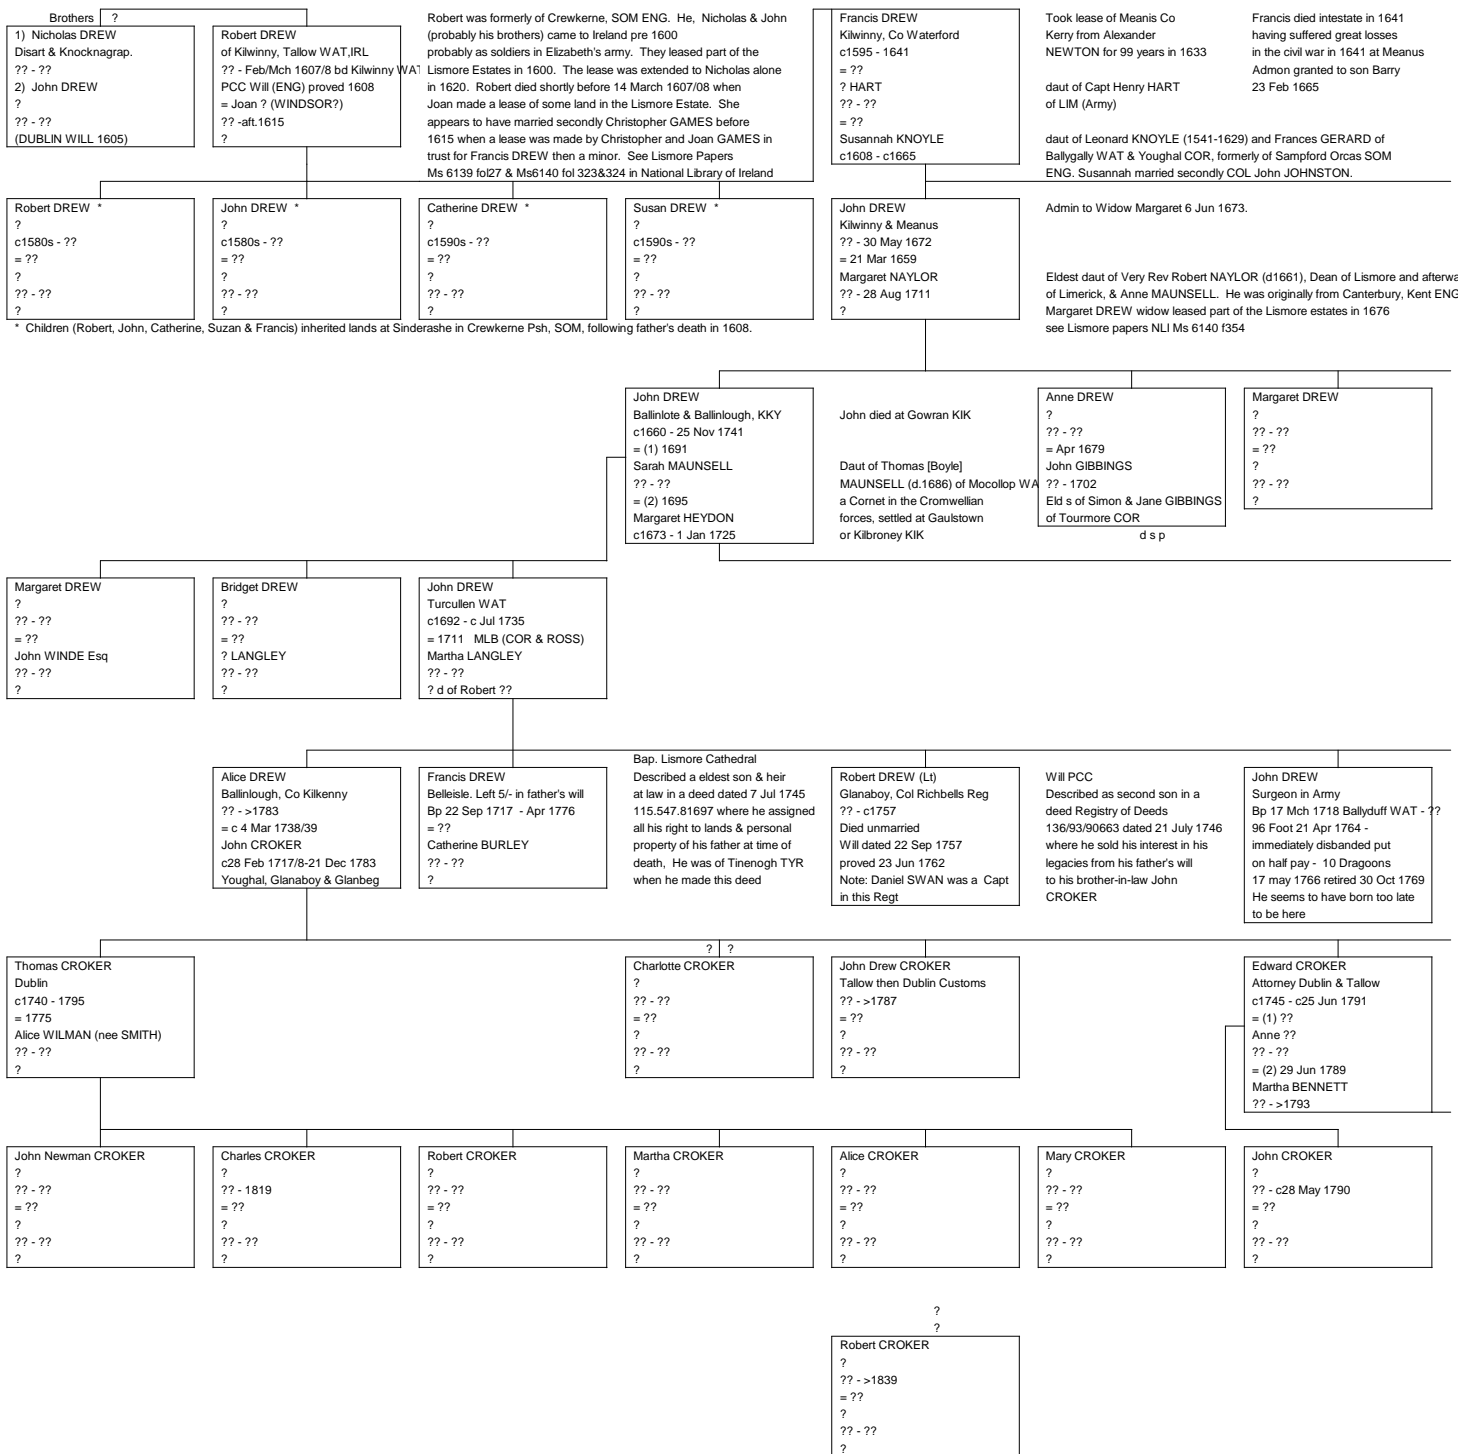 Brothers ?
1) Nicholas DREW
Disart & Knocknagrap.
?? - ??
2) John DREW
?
?? - ??
(DUBLIN WILL 1605)
Robert DREW
of Kilwinny, Tallow WAT,IRL
?? - Feb/Mch 1607/8 bd Kilwinny WAT
PCC Will (ENG) proved 1608
= Joan ? (WINDSOR?)
?? -aft.1615
?
Robert was formerly of Crewkerne, SOM ENG. He, Nicholas & John
(probably his brothers) came to Ireland pre 1600
probably as soldiers in Elizabeth's army. They leased part of the
Lismore Estates in 1600. The lease was extended to Nicholas alone
in 1620. Robert died shortly before 14 March 1607/08 when
Joan made a lease of some land in the Lismore Estate. She
appears to have married secondly Christopher GAMES before
1615 when a lease was made by Christopher and Joan GAMES in
trust for Francis DREW then a minor. See Lismore Papers
Ms 6139 fol27 & Ms6140 fol 323&324 in National Library of Ireland
Francis DREW
Kilwinny, Co Waterford
c1595 - 1641
= ??
? HART
?? - ??
= ??
Susannah KNOYLE
c1608 - c1665
Took lease of Meanis Co
Kerry from Alexander
NEWTON for 99 years in 1633
daut of Capt Henry HART
of LIM (Army)
daut of Leonard KNOYLE (1541-1629) and Frances GERARD of
Ballygally WAT & Youghal COR, formerly of Sampford Orcas SOM
ENG. Susannah married secondly COL John JOHNSTON.
Francis died intestate in 1641
having suffered great losses
in the civil war in 1641 at Meanus
Admon granted to son Barry
23 Feb 1665
Robert DREW *
?
c1580s - ??
= ??
?
?? - ??
?
John DREW *
?
c1580s - ??
= ??
?
?? - ??
?
Catherine DREW *
?
c1590s - ??
= ??
?
?? - ??
?
Susan DREW *
?
c1590s - ??
= ??
?
?? - ??
?
John DREW
Kilwinny & Meanus
?? - 30 May 1672
= 21 Mar 1659
Margaret NAYLOR
?? - 28 Aug 1711
?
Admin to Widow Margaret 6 Jun 1673.
Eldest daut of Very Rev Robert NAYLOR (d1661), Dean of Lismore and afterwa
of Limerick, & Anne MAUNSELL. He was originally from Canterbury, Kent ENG
Margaret DREW widow leased part of the Lismore estates in 1676
see Lismore papers NLI Ms 6140 f354
* Children (Robert, John, Catherine, Suzan & Francis) inherited lands at Sinderashe in Crewkerne Psh, SOM, following father's death in 1608.
John DREW
Ballinlote & Ballinlough, KKY
c1660 - 25 Nov 1741
= (1) 1691
Sarah MAUNSELL
?? - ??
= (2) 1695
Margaret HEYDON
c1673 - 1 Jan 1725
John died at Gowran KIK
Daut of Thomas [Boyle]
MAUNSELL (d.1686) of Mocollop WA
a Cornet in the Cromwellian
forces, settled at Gaulstown
or Kilbroney KIK
Anne DREW
?
?? - ??
= Apr 1679
John GIBBINGS
?? - 1702
Eld s of Simon & Jane GIBBINGS
of Tourmore COR
d s p
Margaret DREW
?
?? - ??
= ??
?
?? - ??
?
Margaret DREW
?
?? - ??
= ??
John WINDE Esq
?? - ??
?
Bridget DREW
?
?? - ??
= ??
? LANGLEY
?? - ??
?
John DREW
Turcullen WAT
c1692 - c Jul 1735
= 1711 MLB (COR & ROSS)
Martha LANGLEY
?? - ??
? d of Robert ??
Alice DREW
Ballinlough, Co Kilkenny
?? - >1783
= c 4 Mar 1738/39
John CROKER
c28 Feb 1717/8-21 Dec 1783
Youghal, Glanaboy & Glanbeg
Francis DREW
Belleisle. Left 5/- in father's will
Bp 22 Sep 1717 - Apr 1776
= ??
Catherine BURLEY
?? - ??
?
Bap. Lismore Cathedral
Described a eldest son & heir
at law in a deed dated 7 Jul 1745
115.547.81697 where he assigned
all his right to lands & personal
property of his father at time of
death, He was of Tinenogh TYR
when he made this deed
Robert DREW (Lt)
Glanaboy, Col Richbells Reg
?? - c1757
Died unmarried
Will dated 22 Sep 1757
proved 23 Jun 1762
Note: Daniel SWAN was a Capt
in this Regt
Will PCC
Described as second son in a
deed Registry of Deeds
136/93/90663 dated 21 July 1746
where he sold his interest in his
legacies from his father's will
to his brother-in-law John
CROKER
John DREW
Surgeon in Army
Bp 17 Mch 1718 Ballyduff WAT - ??
96 Foot 21 Apr 1764 -
immediately disbanded put
on half pay - 10 Dragoons
17 may 1766 retired 30 Oct 1769
He seems to have born too late
to be here
Thomas CROKER
Dublin
c1740 - 1795
= 1775
Alice WILMAN (nee SMITH)
?? - ??
?
? ?
Charlotte CROKER
?
?? - ??
= ??
?
?? - ??
?
John Drew CROKER
Tallow then Dublin Customs
?? - >1787
= ??
?
?? - ??
?
Edward CROKER
Attorney Dublin & Tallow
c1745 - c25 Jun 1791
= (1) ??
Anne ??
?? - ??
= (2) 29 Jun 1789
Martha BENNETT
?? - >1793
John Newman CROKER
?
?? - ??
= ??
?
?? - ??
?
Charles CROKER
?
?? - 1819
= ??
?
?? - ??
?
Robert CROKER
?
?? - ??
= ??
?
?? - ??
?
Martha CROKER
?
?? - ??
= ??
?
?? - ??
?
Alice CROKER
?
?? - ??
= ??
?
?? - ??
?
Mary CROKER
?
?? - ??
= ??
?
?? - ??
?
John CROKER
?
?? - c28 May 1790
= ??
?
?? - ??
?
?
?
Robert CROKER
?
?? - >1839
= ??
?
?? - ??
?